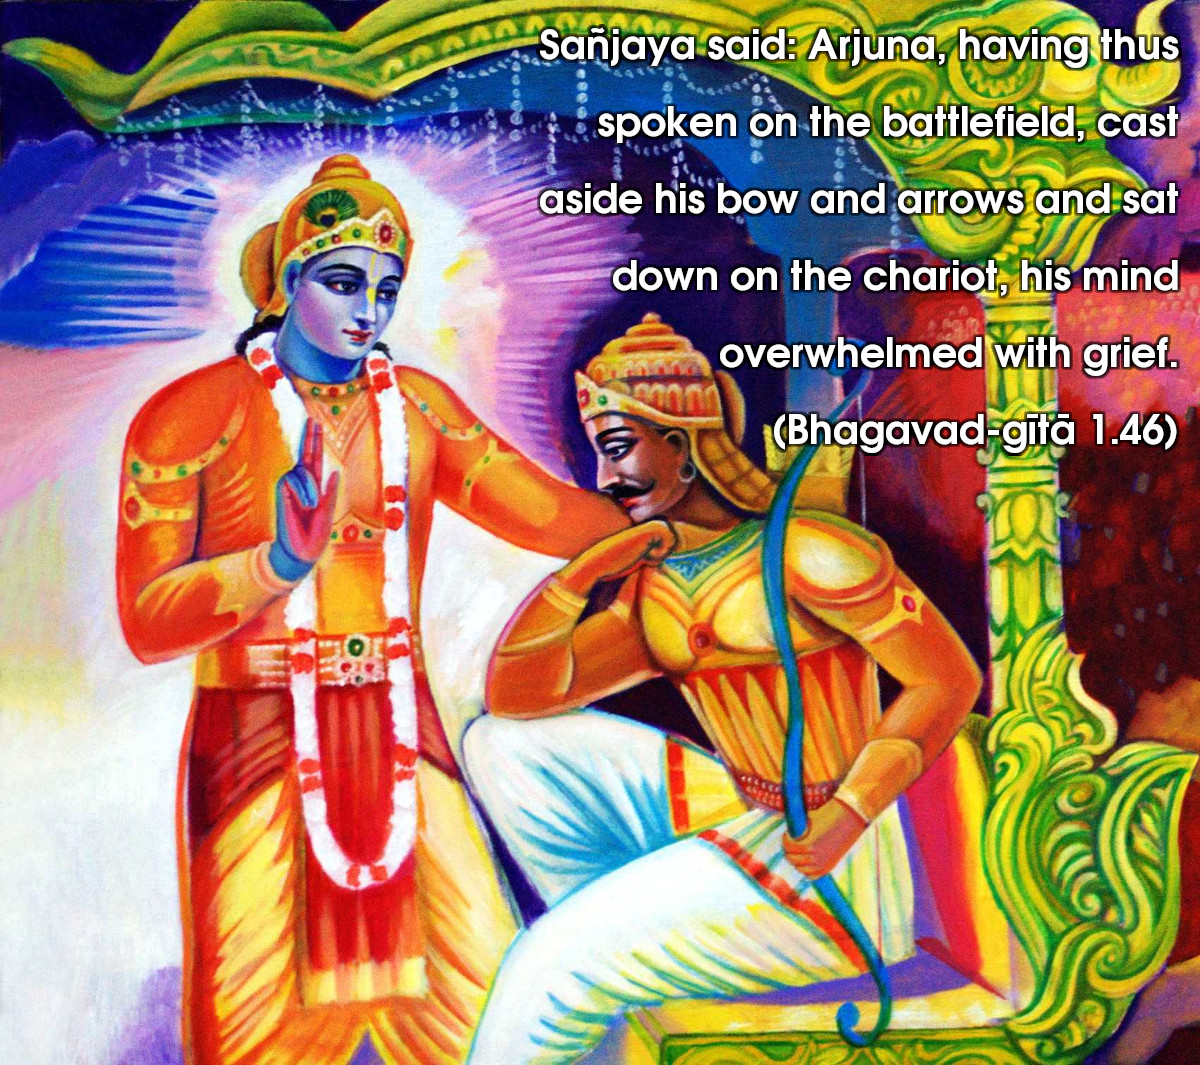 Sañjaya said: Arjuna, having thus
spoken on the battlefield, cast
aside his bow and arrows and sat
down on the chariot, his mind
overwhelmed with grief.
(Bhagavad-gītā 1.46)